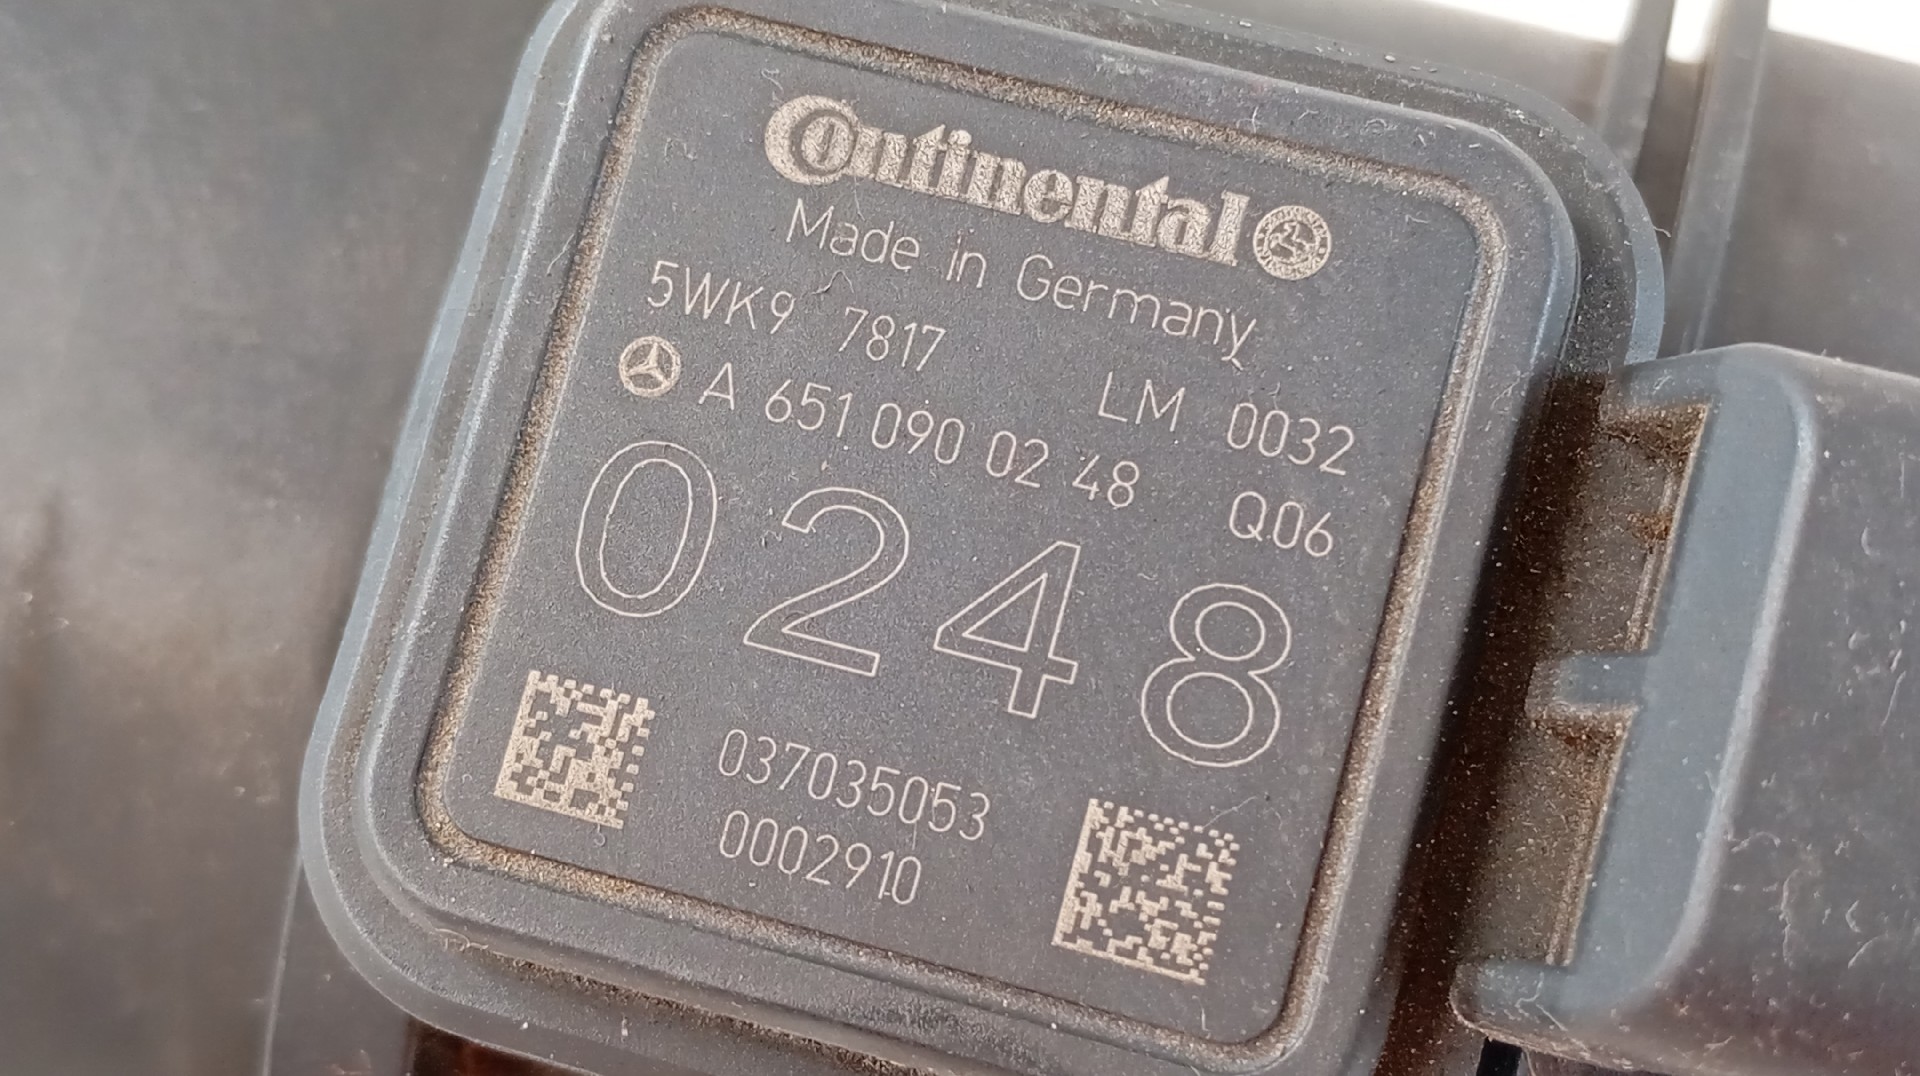 Continental
Made in Germany
5WK9 7817
LM 0032
A 651 090 02 48
Q06
0248
037035053
0002910